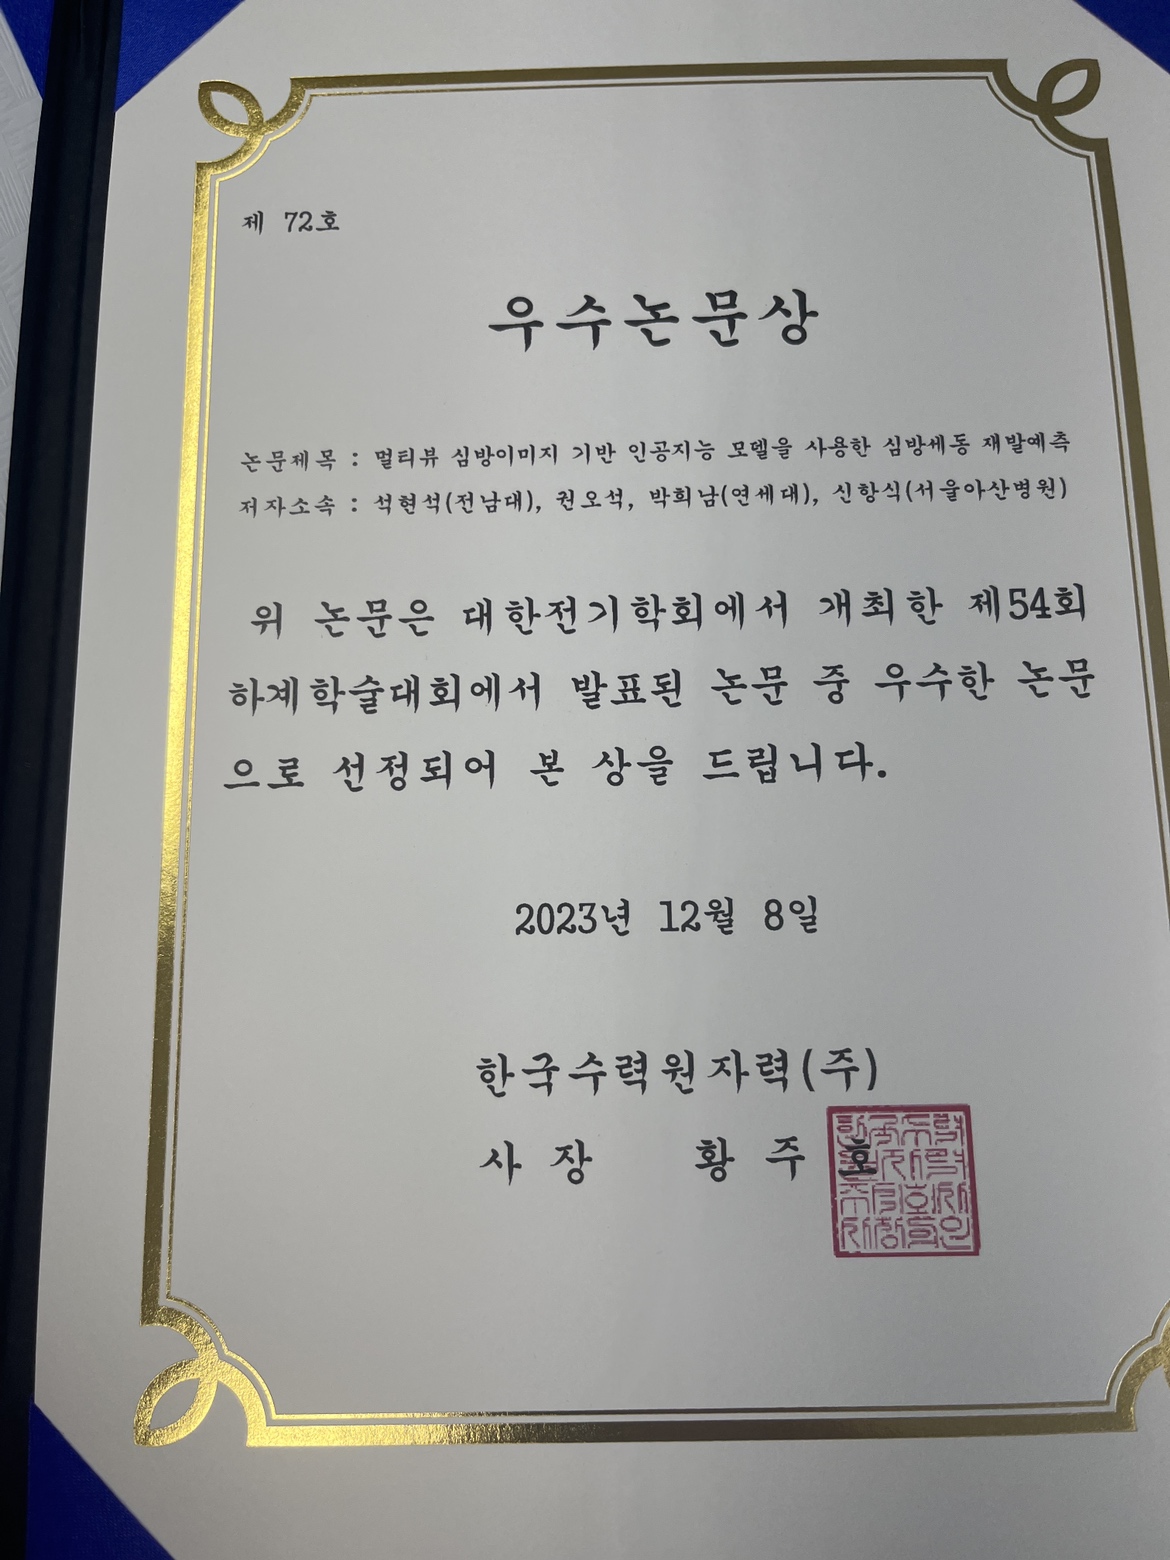 제 72호
우수논문상
논문제목 : 멀티뷰 심방이미지 기반 인공지능 모델을 사용한 심방세동 재발예측
저자소속 : 석현석(전남대), 권오석, 박희남(연세대), 신항식(서울아산병원)
위 논문은 대한전기학회에서 개최한 제54회
하계학술대회에서 발표된 논문 중 우수한 논문
으로 선정되어 본 상을 드립니다.
2023년 12월 8일
한국수력원자력(주)
사 장 황 주 호